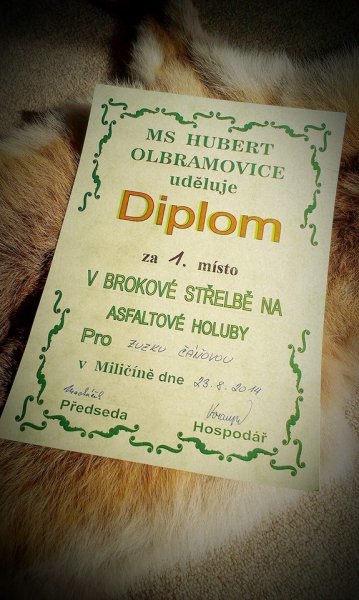 MS HUBERT
OLBRAMOVICE
uděluje
Diplom
za 1. místo
V BROKOVÉ STŘELBĚ NA
ASFALTOVÉ HOLUBY
Pro ZUZKU ČÁŇOVOU
v Miličíně dne 23.8.2014
Předseda Hospodář